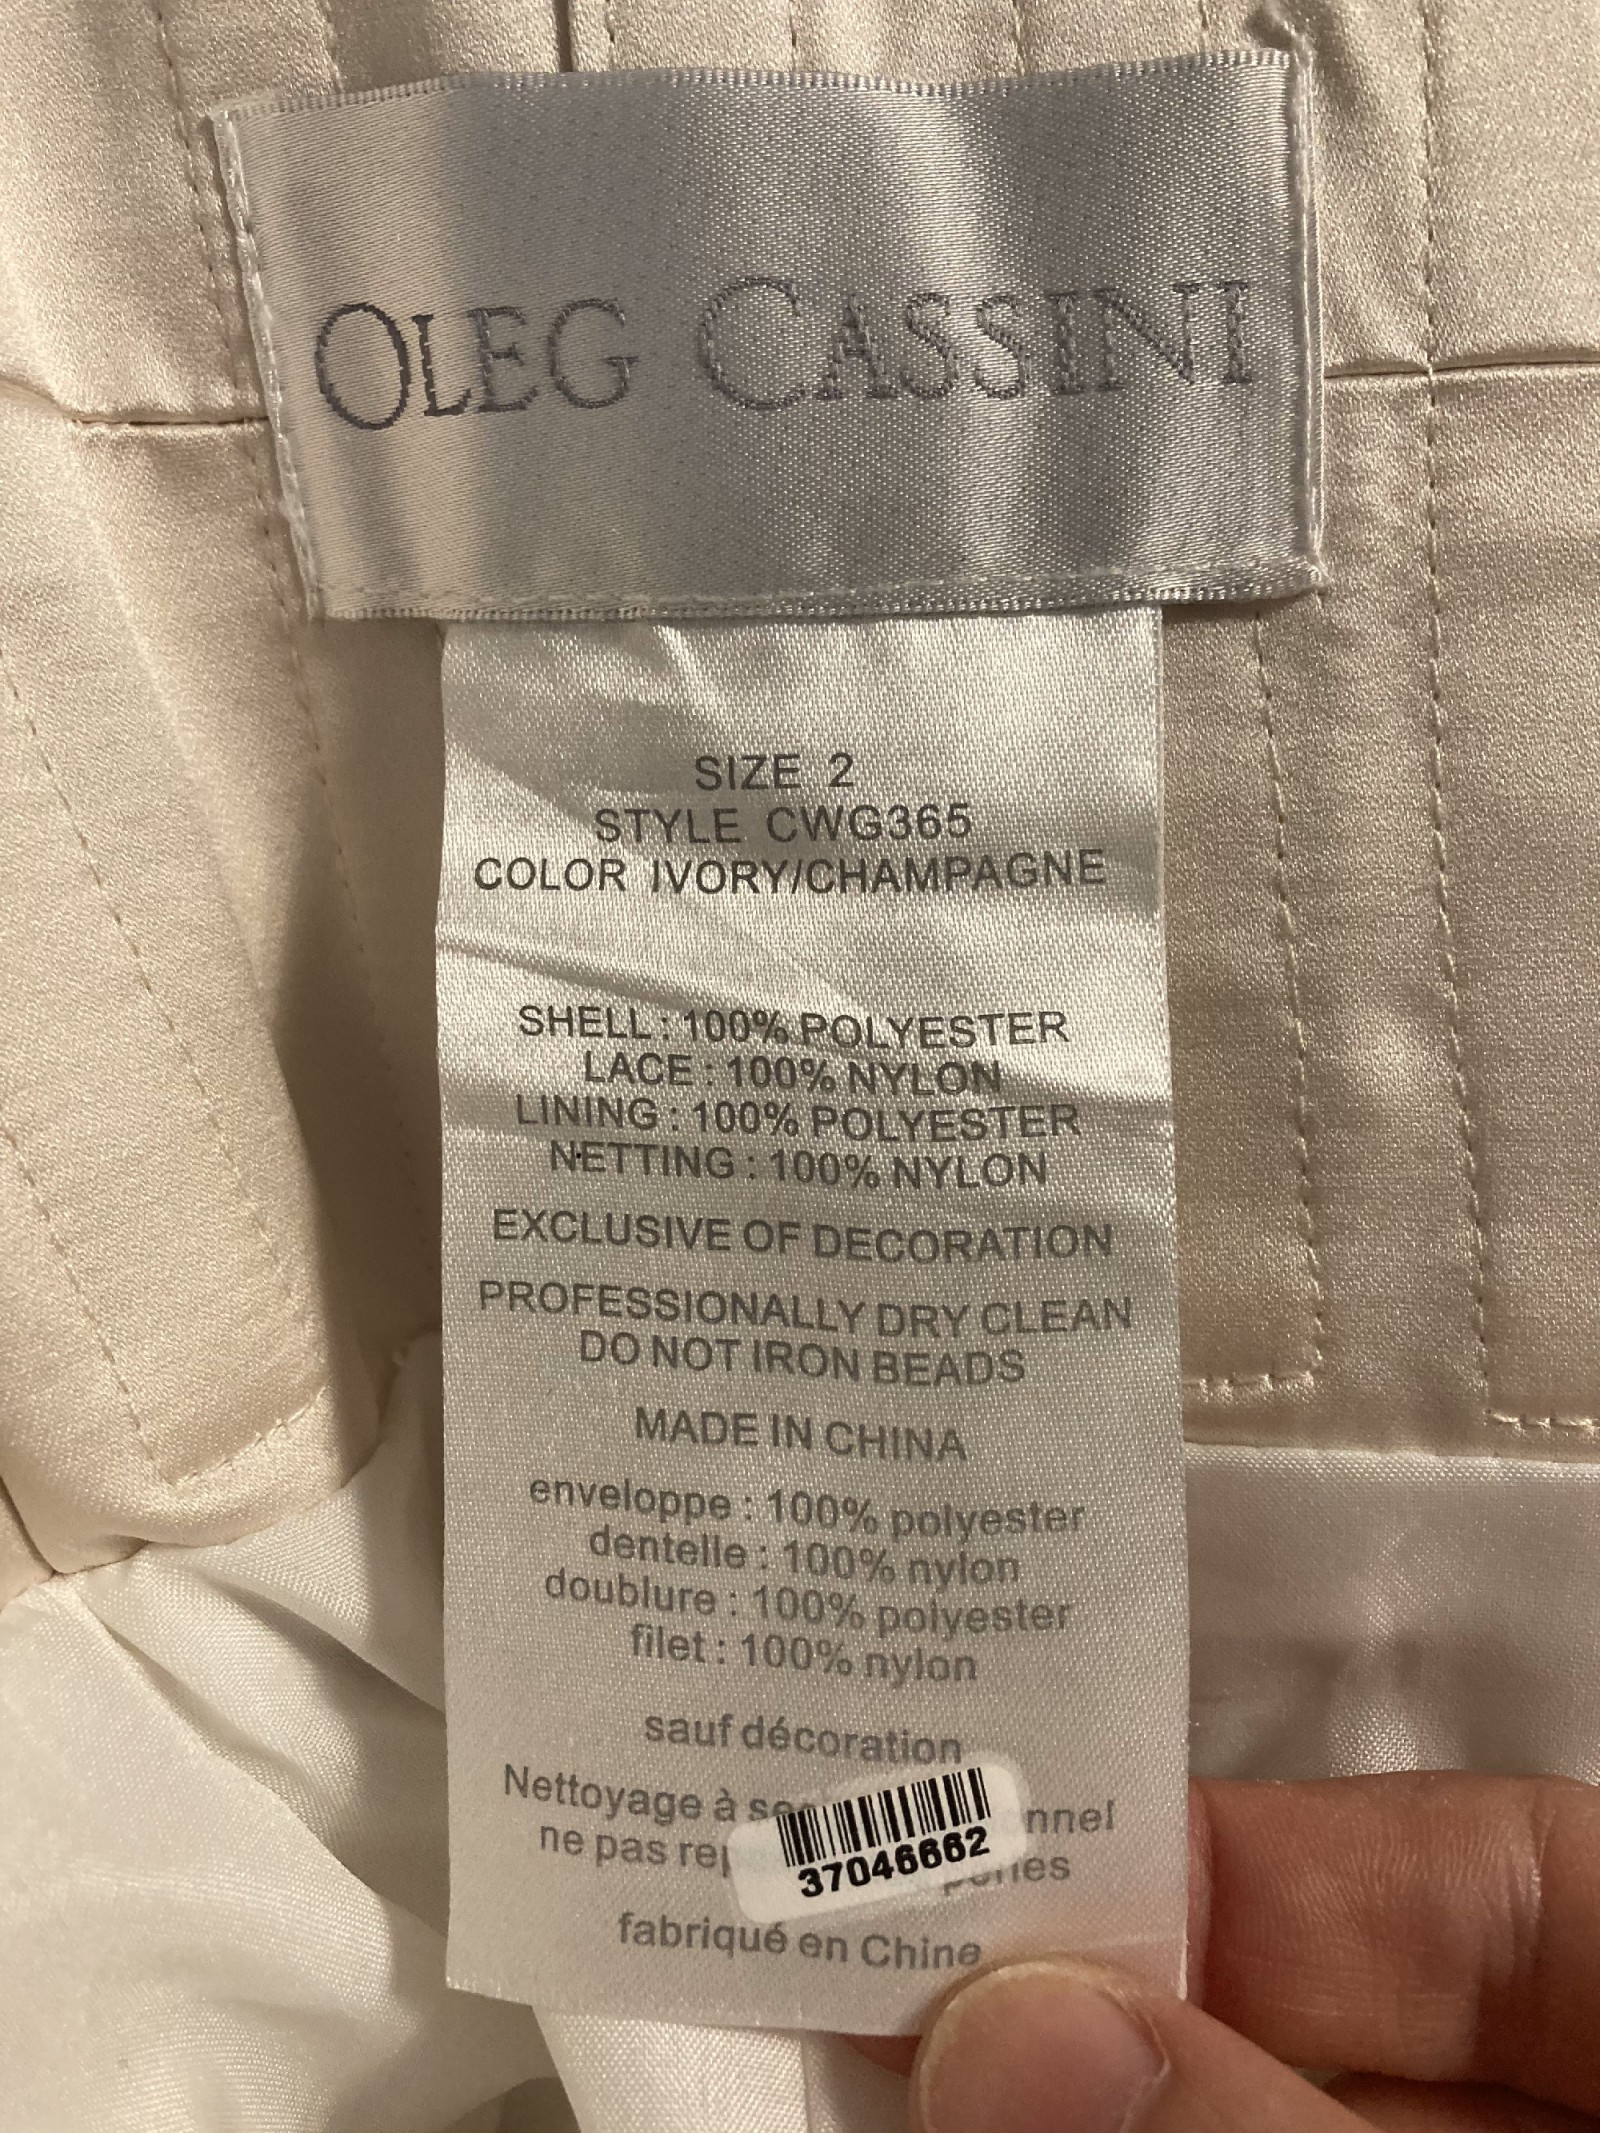 OLEG CASSINI
SIZE 2
STYLE CWG365
COLOR IVORY/CHAMPAGNE
SHELL : 100% POLYESTER
LACE : 100% NYLON
LINING : 100% POLYESTER
NETTING : 100% NYLON
EXCLUSIVE OF DECORATION
PROFESSIONALLY DRY CLEAN
DO NOT IRON BEADS
MADE IN CHINA
enveloppe : 100% polyester
dentelle : 100% nylon
doublure : 100% polyester
filet : 100% nylon
sauf décoration
Nettoyage à
ne pas
37046662
fabriqué en Chine